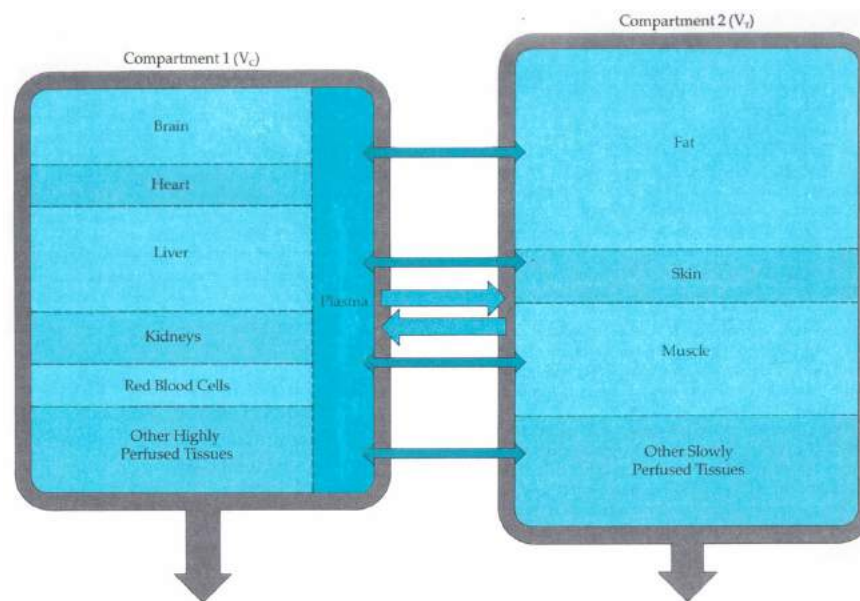 Compartment 1 (V_C)
Brain
Heart
Liver
Kidneys
Red Blood Cells
Other Highly
Perfused Tissues
Plasma
Compartment 2 (V_T)
Fat
Skin
Muscle
Other Slowly
Perfused Tissues